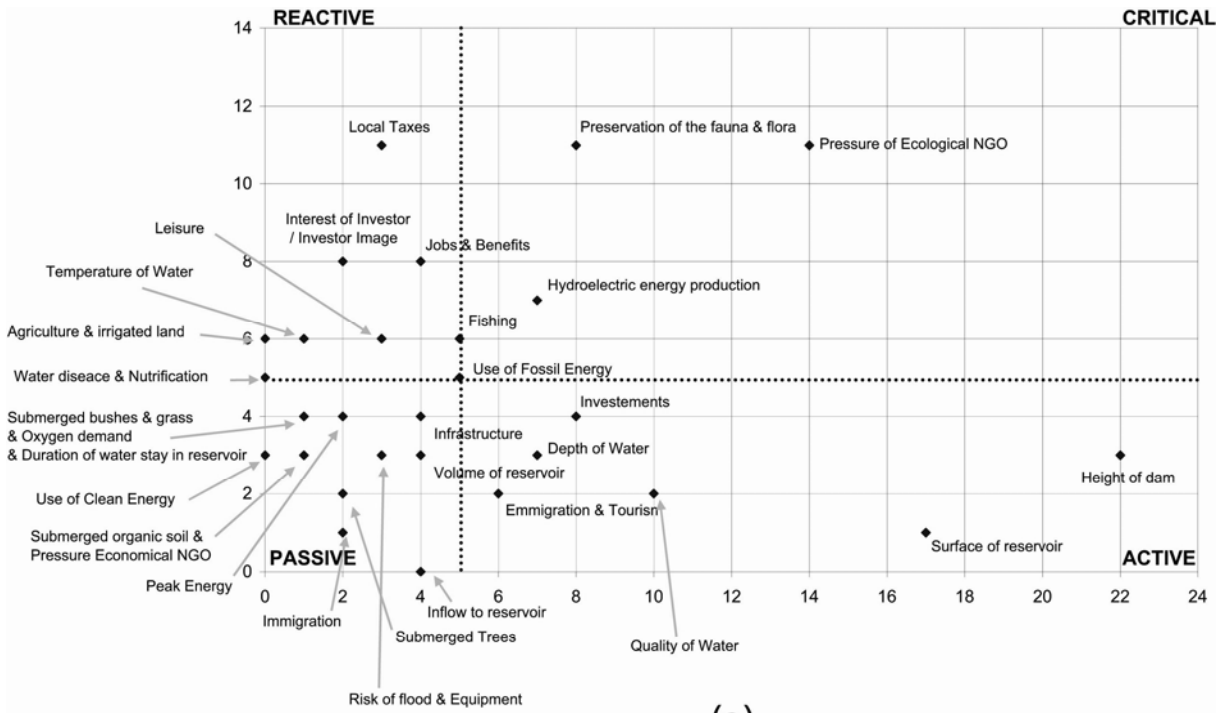 REACTIVE
CRITICAL
14
12
Local Taxes
Preservation of the fauna & flora
Pressure of Ecological NGO
10
Interest of Investor
/ Investor Image
Leisure
Jobs & Benefits
8
Temperature of Water
Hydroelectric energy production
Fishing
Agriculture & irrigated land
6
Use of Fossil Energy
Water diseace & Nutrification
Investements
Submerged bushes & grass
& Oxygen demand
& Duration of water stay in reservoir
4
Infrastructure
Depth of Water
Volume of reservoir
Height of dam
Use of Clean Energy
2
Emmigration & Tourism
Submerged organic soil &
Pressure Economical NGO
Surface of reservoir
PASSIVE
ACTIVE
0
Peak Energy
0 2 4 6 8 10 12 14 16 18 20 22 24
Immigration
Inflow to reservoir
Submerged Trees
Quality of Water
Risk of flood & Equipment